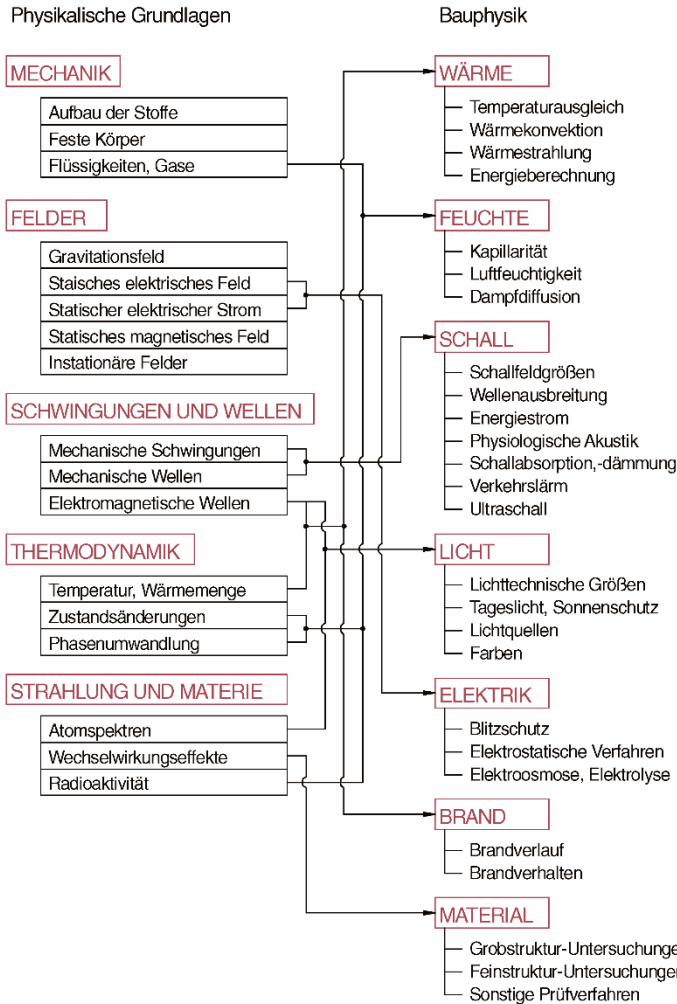 Physikalische Grundlagen
MECHANIK
Aufbau der Stoffe
Feste Körper
Flüssigkeiten, Gase
FELDER
Gravitationsfeld
Staisches elektrisches Feld
Statischer elektrischer Strom
Statisches magnetisches Feld
Instationäre Felder
SCHWINGUNGEN UND WELLEN
Mechanische Schwingungen
Mechanische Wellen
Elektromagnetische Wellen
THERMODYNAMIK
Temperatur, Wärmemenge
Zustandsänderungen
Phasenumwandlung
STRAHLUNG UND MATERIE
Atomspektren
Wechselwirkungseffekte
Radioaktivität
Bauphysik
WÄRME
Temperaturausgleich
Wärmekonvektion
Wärmestrahlung
Energieberechnung
FEUCHTE
Kapillarität
Luftfeuchtigkeit
Dampfdiffusion
SCHALL
Schallfeldgrößen
Wellenausbreitung
Energiestrom
Physiologische Akustik
Schallabsorption,-dämmung
Verkehrslärm
Ultraschall
LICHT
Lichttechnische Größen
Tageslicht, Sonnenschutz
Lichtquellen
Farben
ELEKTRIK
Blitzschutz
Elektrostatische Verfahren
Elektroosmose, Elektrolyse
BRAND
Brandverlauf
Brandverhalten
MATERIAL
Grobstruktur-Untersuchunge
Feinstruktur-Untersuchungen
Sonstige Prüfverfahren